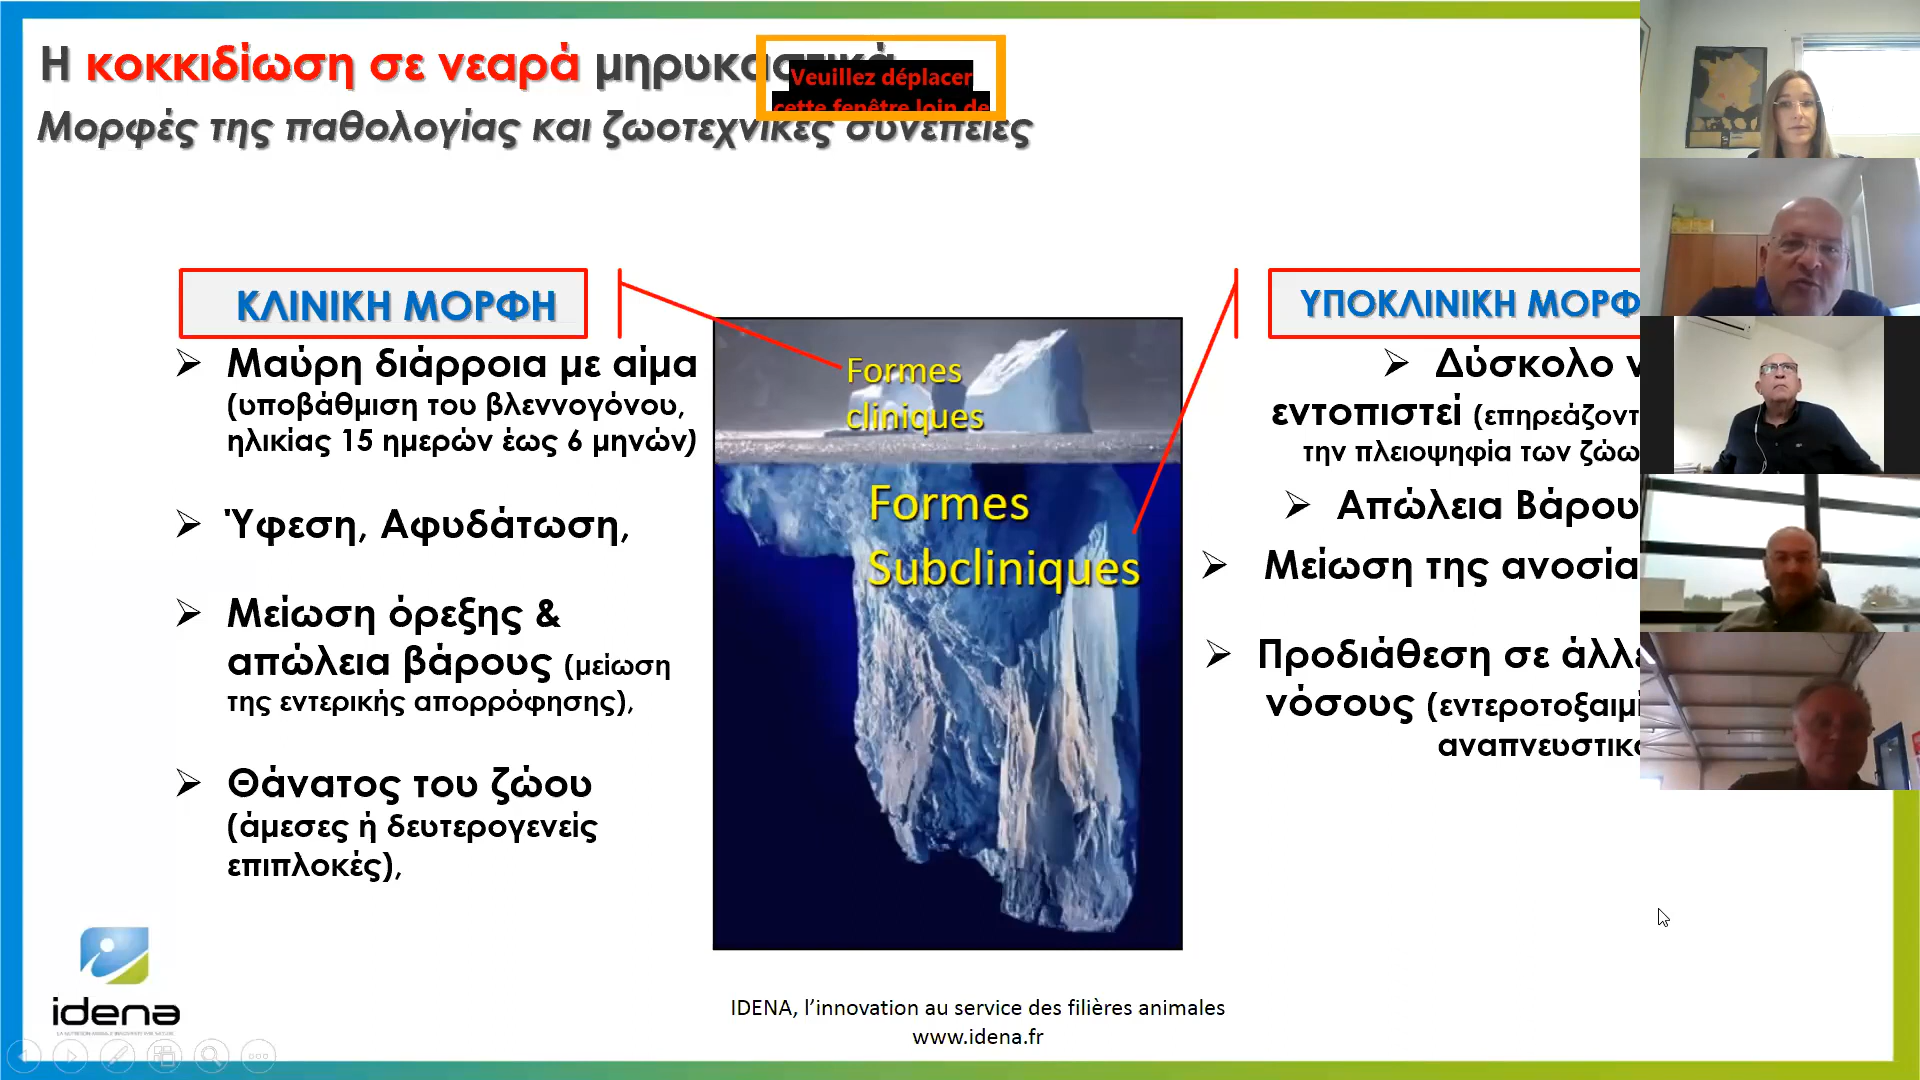 Η κοκκιδίωση σε νεαρά μηρυκαστικά
Veuillez déplacer
cette fenêtre loin de
Μορφές της παθολογίας και ζωοτεχνικές συνέπειες
ΚΛΙΝΙΚΗ ΜΟΡΦΗ
Μαύρη διάρροια με αίμα
(υποβάθμιση του βλεννογόνου,
ηλικίας 15 ημερών έως 6 μηνών)
Ύφεση, Αφυδάτωση,
Μείωση όρεξης &
απώλεια βάρους (μείωση
της εντερικής απορρόφησης),
Θάνατος του ζώου
(άμεσες ή δευτερογενείς
επιπλοκές),
Formes
cliniques
Formes
Subcliniques
ΥΠΟΚΛΙΝΙΚΗ ΜΟΡΦ
Δύσκολο ν
εντοπιστεί (επηρεάζοντ
την πλειοψηφία των ζώω
Απώλεια Βάρου
Μείωση της ανοσία
Προδιάθεση σε άλλε
νόσους (εντεροτοξαιμί
αναπνευστικ
idena
IDENA, l’innovation au service des filières animales
www.idena.fr